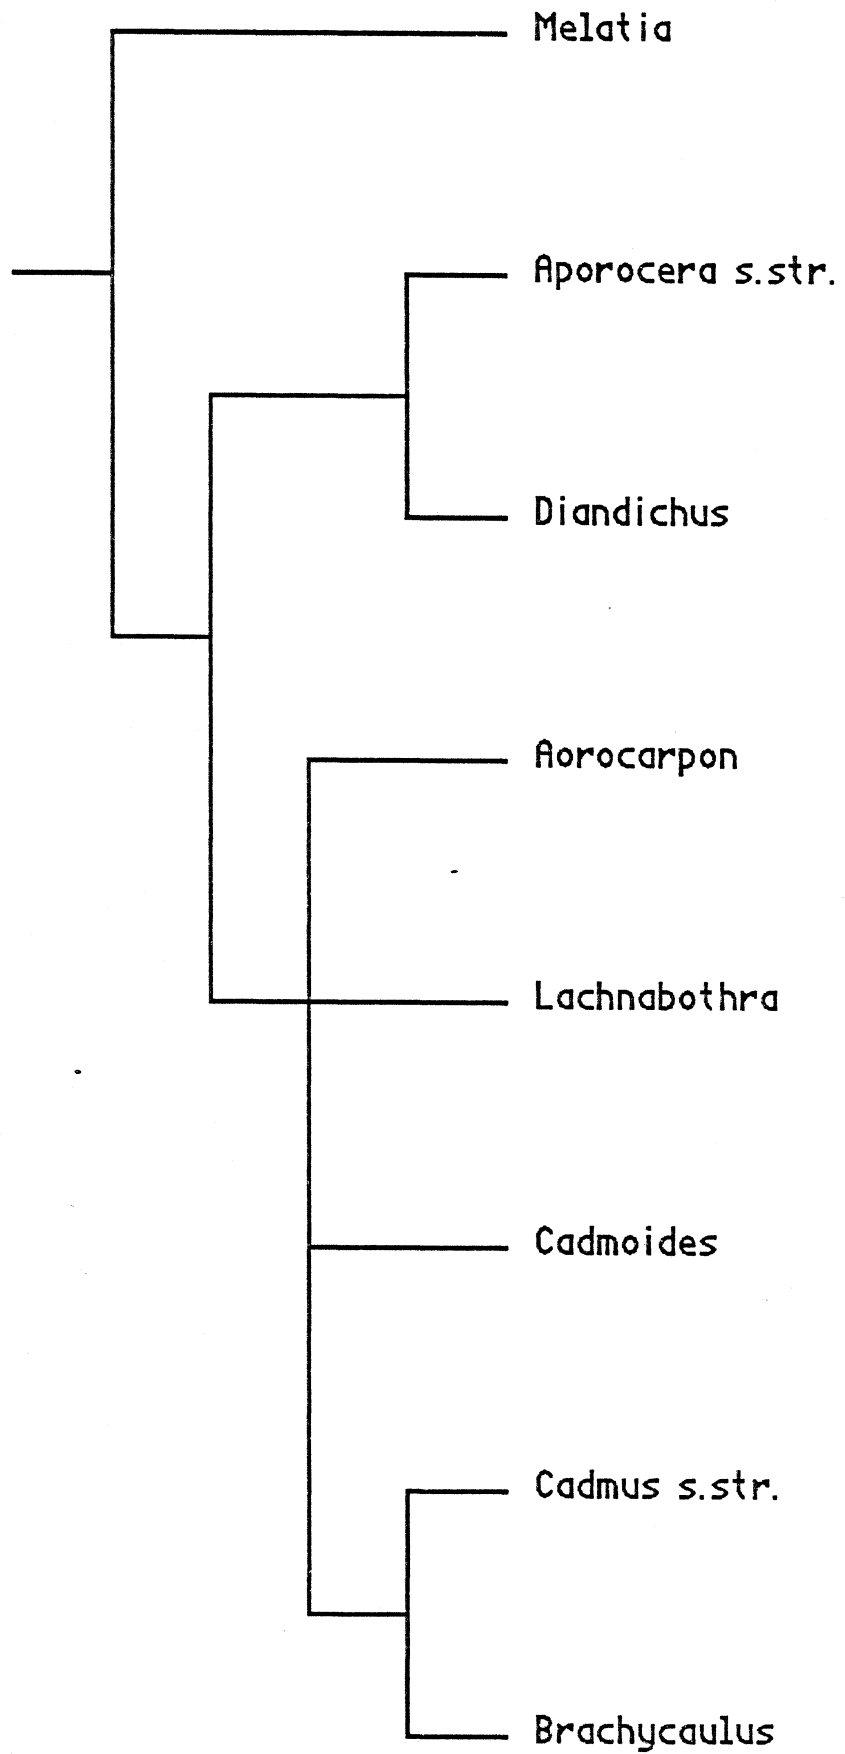 Melatia
Aporocera s.str.
Diandichus
Aorocarpon
Lachnabothra
Cadmoides
Cadmus s.str.
Brachycaulus